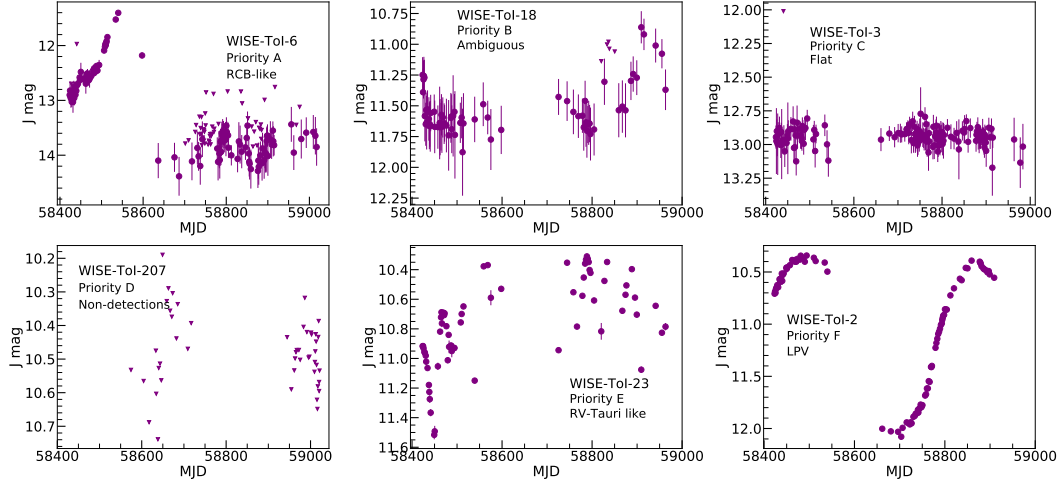 WISE-ToI-6
Priority A
RCB-like
12
13
14
J mag
58400 58600 58800 59000
MJD
WISE-ToI-18
Priority B
Ambiguous
10.75
11.00
11.25
11.50
11.75
12.00
12.25
J mag
58400 58600 58800 59000
MJD
WISE-ToI-3
Priority C
Flat
12.00
12.25
12.50
12.75
13.00
13.25
J mag
58400 58600 58800 59000
MJD
WISE-ToI-207
Priority D
Non-detections
10.2
10.3
10.4
10.5
10.6
10.7
J mag
58400 58600 58800 59000
MJD
WISE-ToI-23
Priority E
RV-Tauri like
10.4
10.6
10.8
11.0
11.2
11.4
11.6
J mag
58400 58600 58800 59000
MJD
WISE-ToI-2
Priority F
LPV
10.5
11.0
11.5
12.0
J mag
58400 58600 58800 59000
MJD